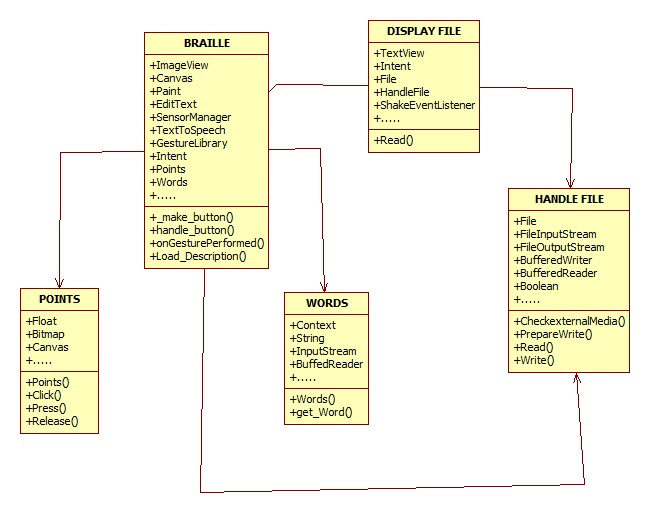 BRAILLE
+ImageView
+Canvas
+Paint
+EditText
+SensorManager
+TextToSpeech
+GestureLibrary
+Intent
+Points
+Words
+.....
+_make_button()
+handle_button()
+onGesturePerformed()
+Load_Description()
DISPLAY FILE
+TextView
+Intent
+File
+HandleFile
+ShakeEventListener
+.....
+Read()
HANDLE FILE
+File
+FileInputStream
+FileOutputStream
+BufferedWriter
+BufferedReader
+Boolean
+.....
+CheckexternalMedia()
+PrepareWrite()
+Read()
+Write()
POINTS
+Float
+Bitmap
+Canvas
+.....
+Points()
+Click()
+Press()
+Release()
WORDS
+Context
+String
+InputStream
+BuffedReader
+.....
+Words()
+get_Word()